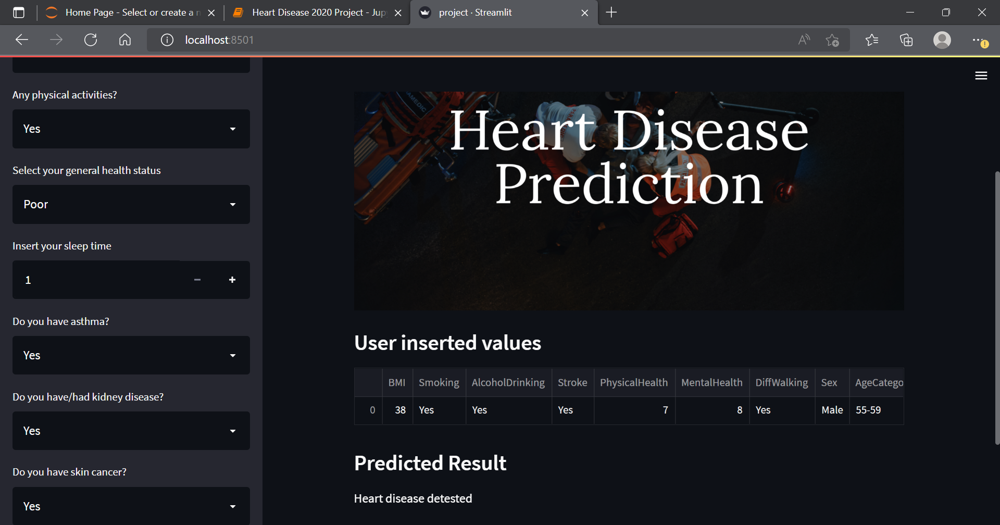 Home Page - Select or create a n
Heart Disease 2020 Project - Jup
project · Streamlit
localhost:8501
Any physical activities?
Yes
Select your general health status
Poor
Insert your sleep time
1
Do you have asthma?
Yes
Do you have/had kidney disease?
Yes
Do you have skin cancer?
Yes
AMEDIC
PARAMEDIC
Heart Disease
Prediction
User inserted values
BMI Smoking AlcoholDrinking Stroke PhysicalHealth MentalHealth DiffWalking Sex AgeCatego
0 38 Yes Yes Yes 7 8 Yes Male 55-59
Predicted Result
Heart disease detested